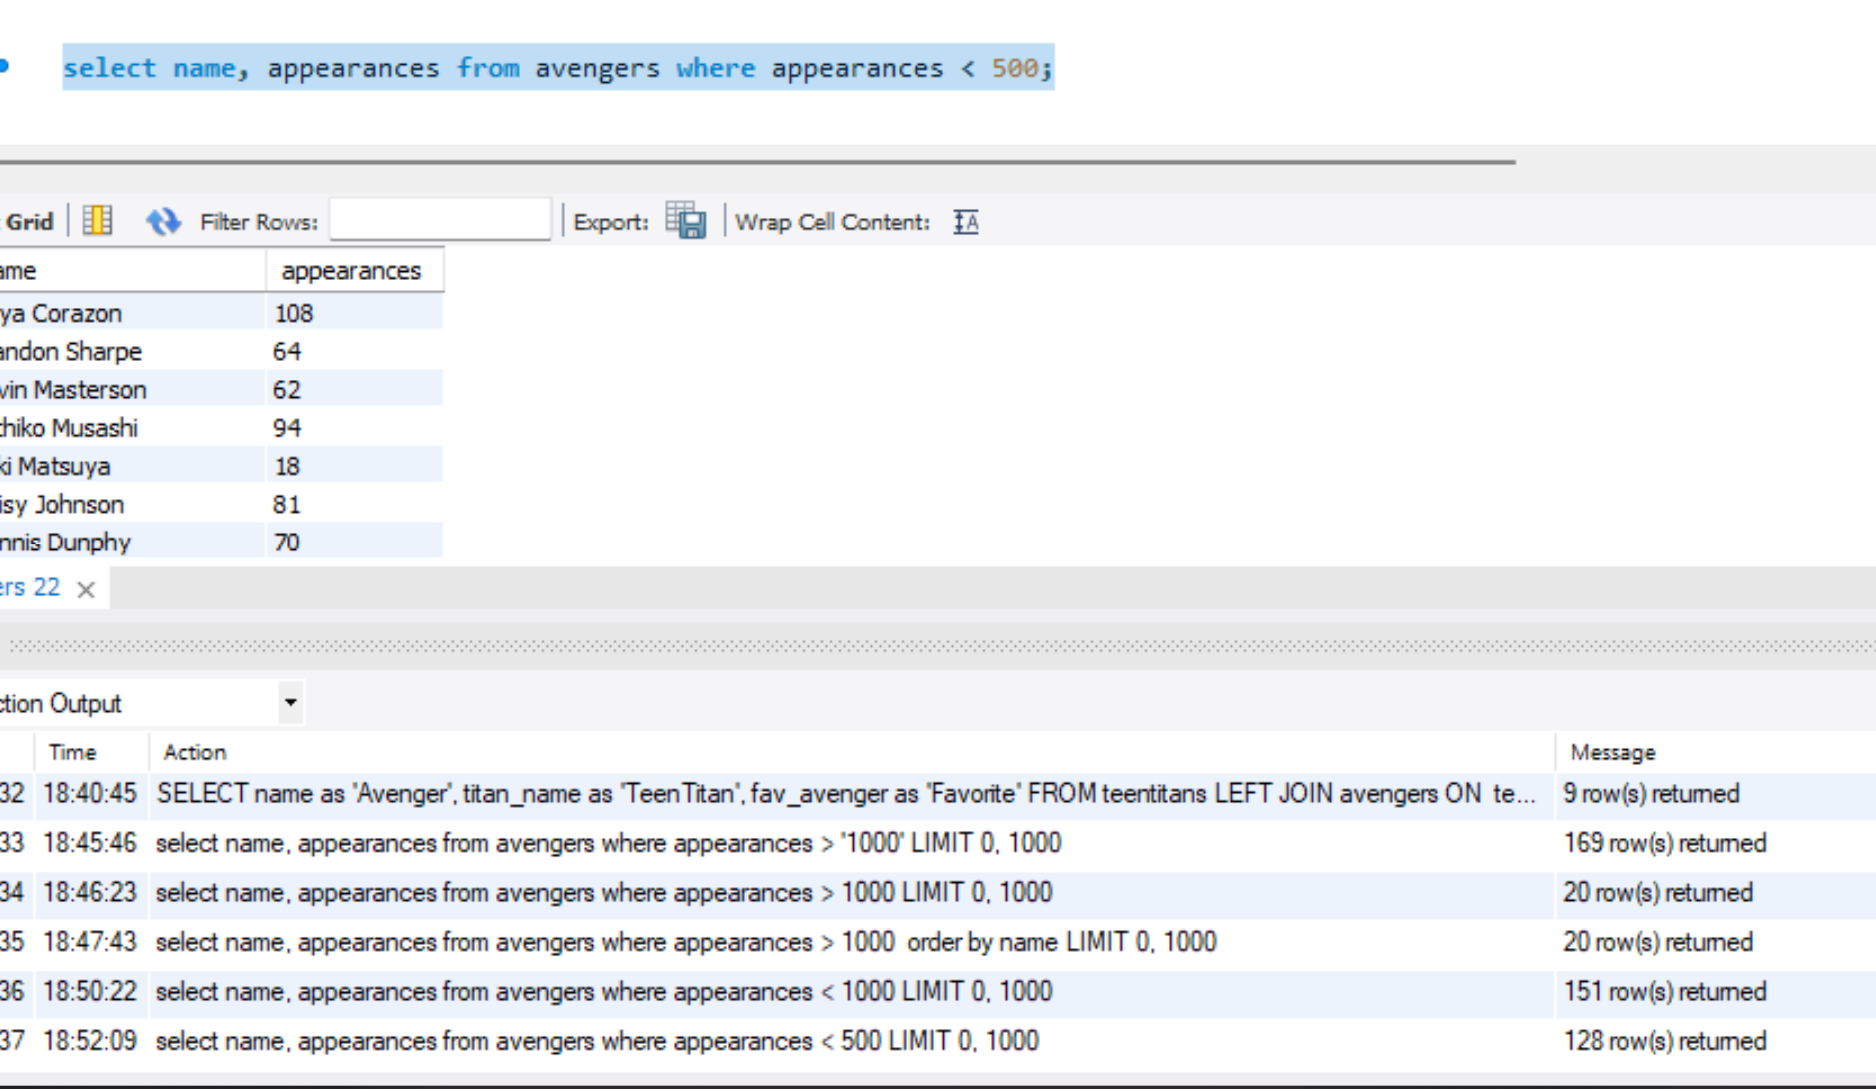 select name, appearances from avengers where appearances < 500;
Grid Filter Rows: Export: Wrap Cell Content:
ame appearances
ya Corazon 108
andon Sharpe 64
vin Masterson 62
chiko Musashi 94
ki Matsuya 18
isy Johnson 81
nnis Dunphy 70
ers 22
ction Output
Time Action Message
32 18:40:45 SELECT name as 'Avenger', titan_name as 'TeenTitan', fav_avenger as 'Favorite' FROM teentitans LEFT JOIN avengers ON te... 9 row(s) returned
33 18:45:46 select name, appearances from avengers where appearances > '1000' LIMIT 0, 1000 169 row(s) returned
34 18:46:23 select name, appearances from avengers where appearances > 1000 LIMIT 0, 1000 20 row(s) returned
35 18:47:43 select name, appearances from avengers where appearances > 1000 order by name LIMIT 0, 1000 20 row(s) returned
36 18:50:22 select name, appearances from avengers where appearances < 1000 LIMIT 0, 1000 151 row(s) returned
37 18:52:09 select name, appearances from avengers where appearances < 500 LIMIT 0, 1000 128 row(s) returned